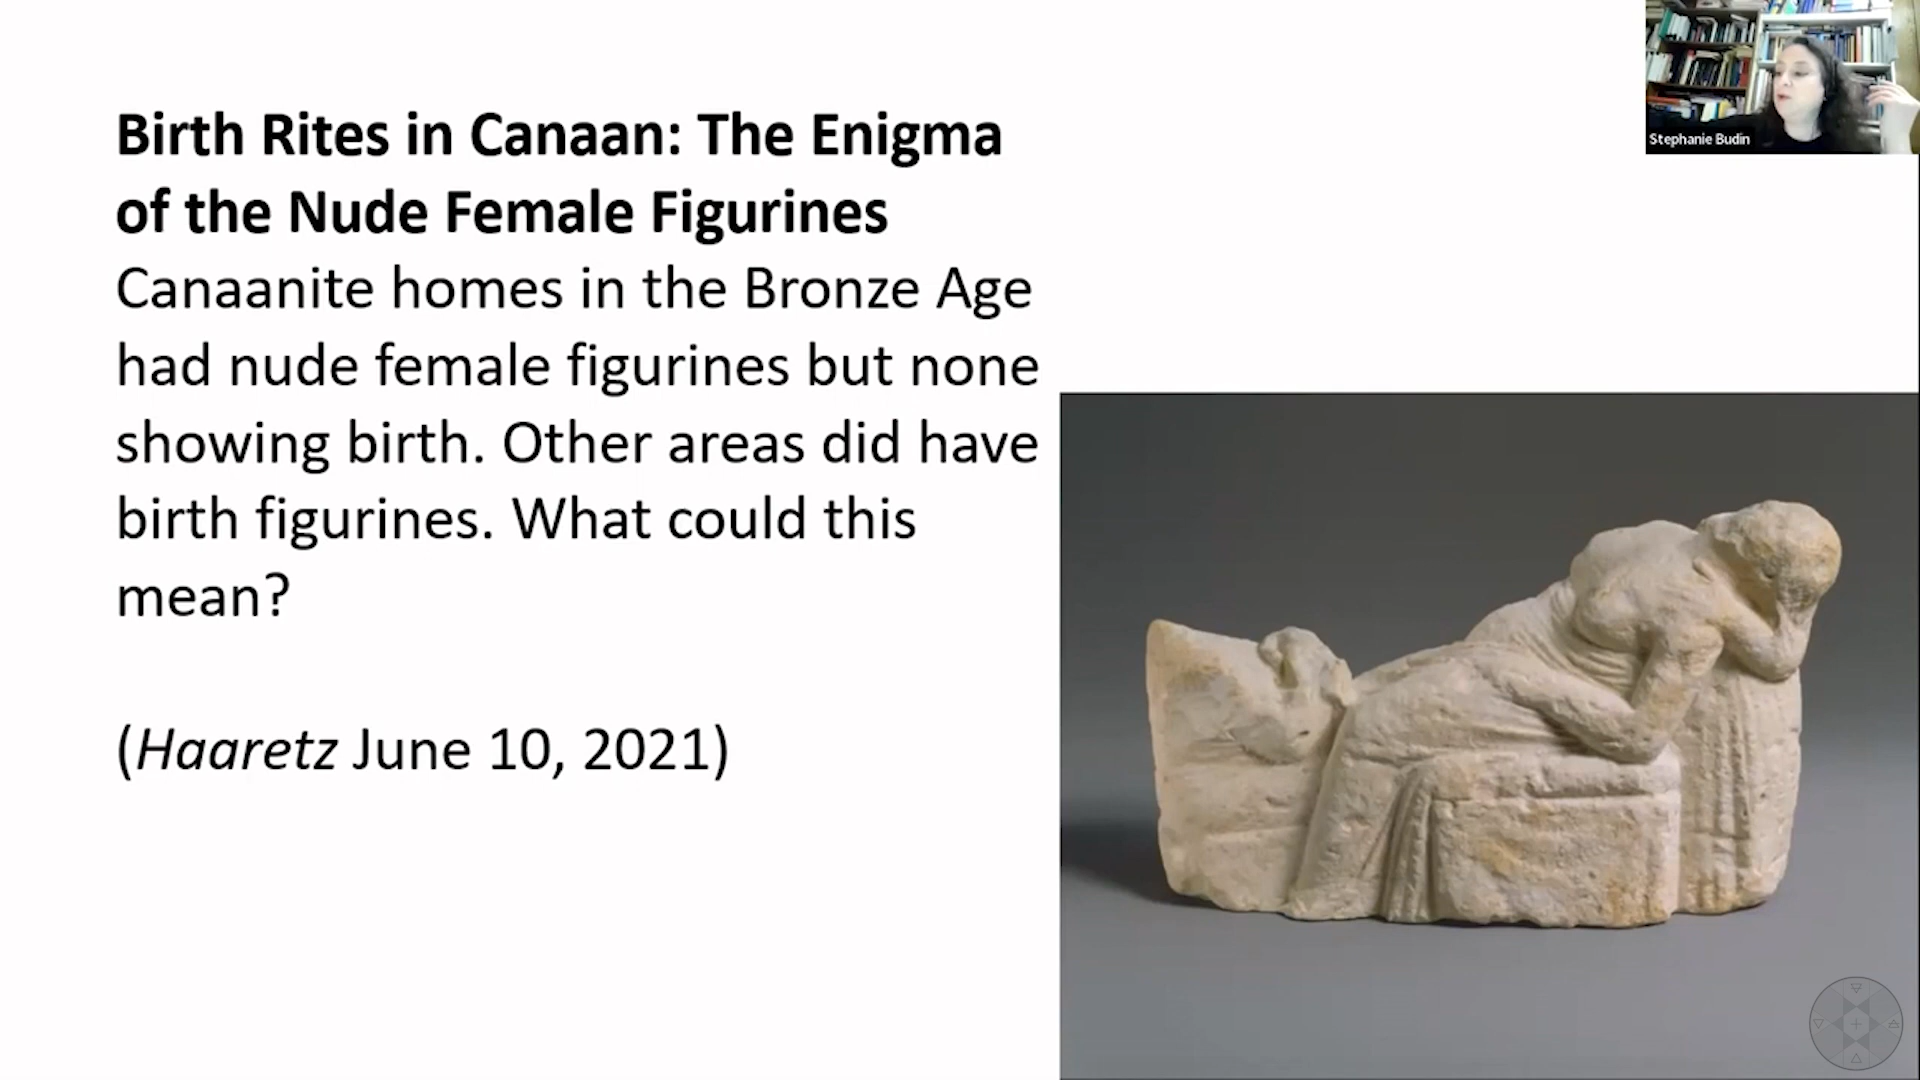 Birth Rites in Canaan: The Enigma
of the Nude Female Figurines
Canaanite homes in the Bronze Age
had nude female figurines but none
showing birth. Other areas did have
birth figurines. What could this
mean?
(Haaretz June 10, 2021)
Stephanie Budin